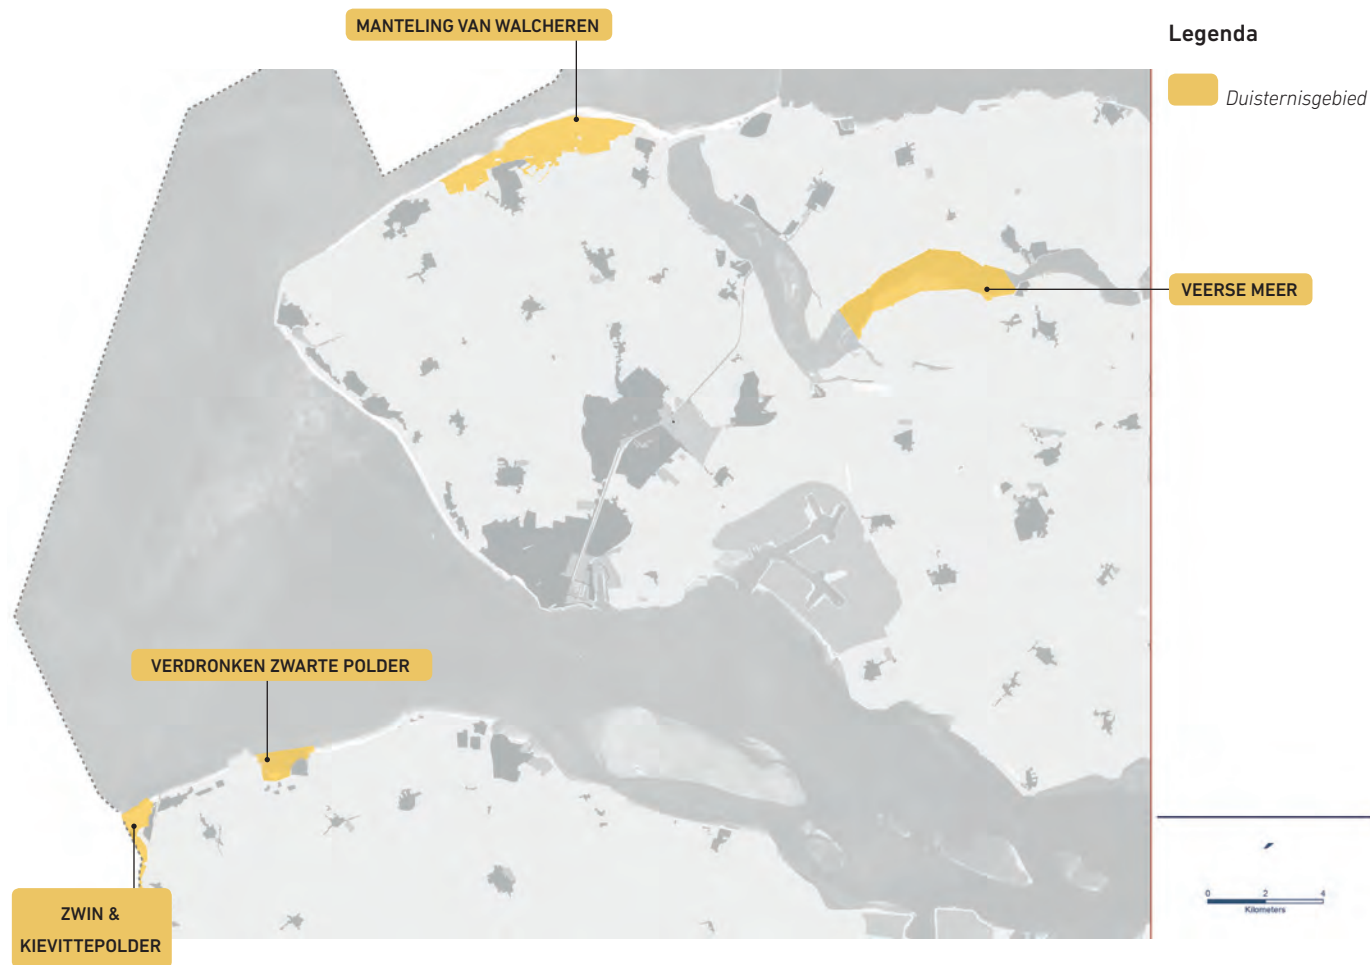 MANTELING VAN WALCHEREN
Legenda
Duisternisgebied
VEERSE MEER
VERDRONKEN ZWARTE POLDER
ZWIN &
KIEVITTEPOLDER
0 2 4
Kilometers